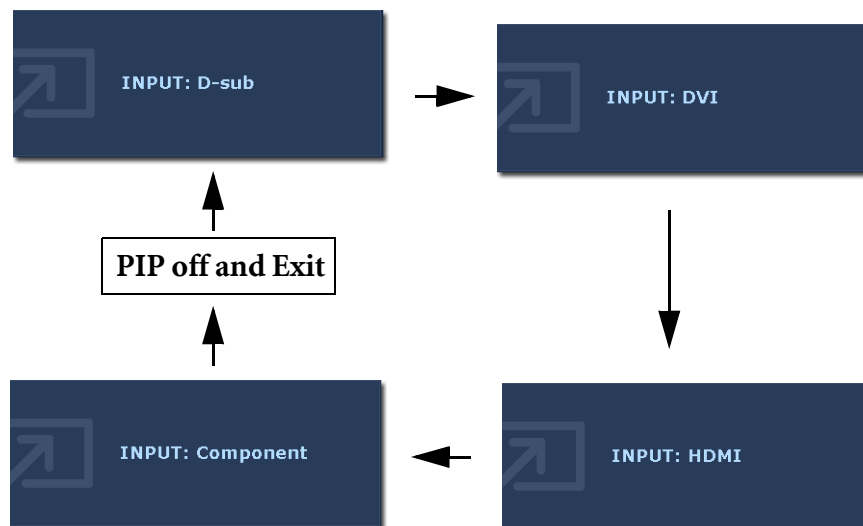 INPUT: D-sub
INPUT: DVI
PIP off and Exit
INPUT: Component
INPUT: HDMI